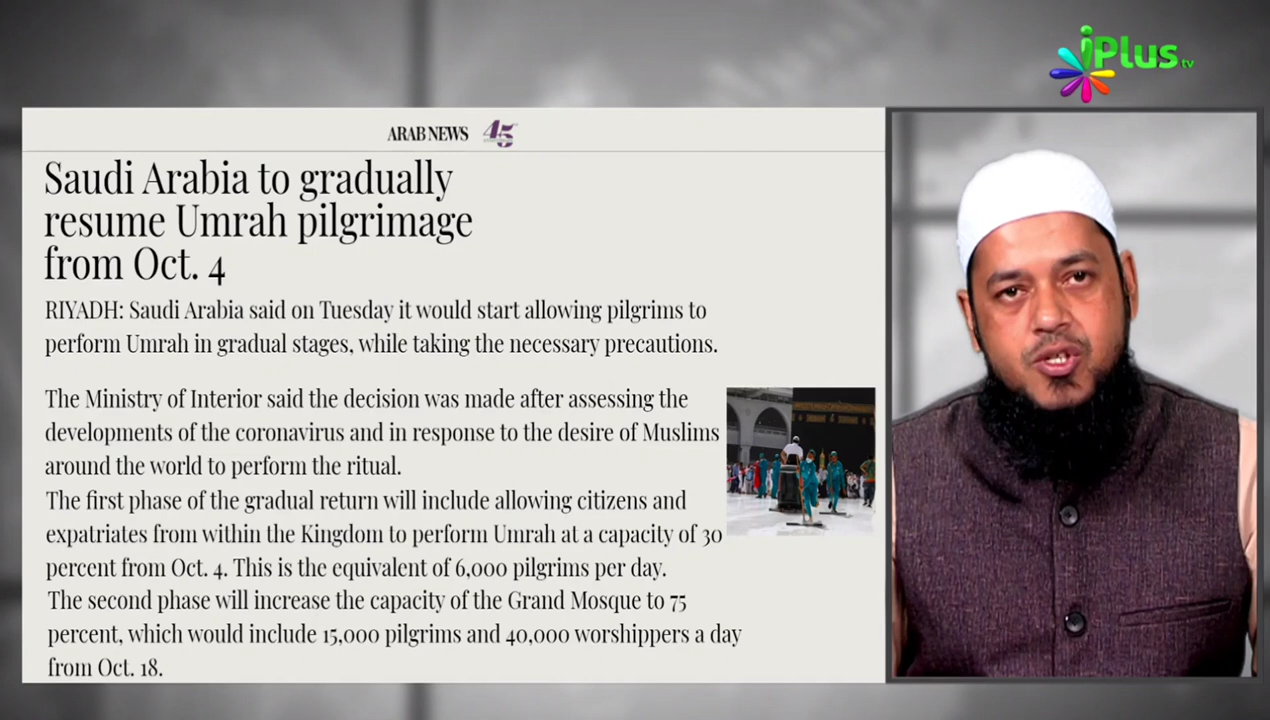 iPlus tv
ARAB NEWS 45
Saudi Arabia to gradually
resume Umrah pilgrimage
from Oct. 4
RIYADH: Saudi Arabia said on Tuesday it would start allowing pilgrims to
perform Umrah in gradual stages, while taking the necessary precautions.
The Ministry of Interior said the decision was made after assessing the
developments of the coronavirus and in response to the desire of Muslims
around the world to perform the ritual.
The first phase of the gradual return will include allowing citizens and
expatriates from within the Kingdom to perform Umrah at a capacity of 30
percent from Oct. 4. This is the equivalent of 6,000 pilgrims per day.
The second phase will increase the capacity of the Grand Mosque to 75
percent, which would include 15,000 pilgrims and 40,000 worshippers a day
from Oct. 18.